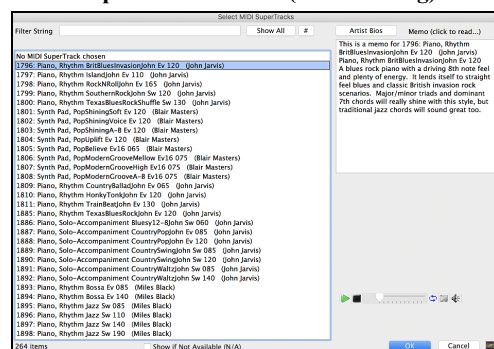 Select MIDI SuperTracks
Filter String
Show All
#
Artist Bios
Memo (click to read...)
No MIDI SuperTrack chosen
1796: Piano, Rhythm BritBluesInvasionJohn Ev 120 (John Jarvis)
1797: Piano, Rhythm IslandJohn Ev 110 (John Jarvis)
1798: Piano, Rhythm RockNRollJohn Ev 165 (John Jarvis)
1799: Piano, Rhythm SouthernRockJohn Sw 120 (John Jarvis)
1800: Piano, Rhythm TexasBluesRockShuffle Sw 130 (John Jarvis)
1801: Synth Pad, PopShiningSoft Ev 120 (Blair Masters)
1802: Synth Pad, PopShiningVoice Ev 120 (Blair Masters)
1803: Synth Pad, PopShiningA-B Ev 120 (Blair Masters)
1804: Synth Pad, PopUplift Ev 120 (Blair Masters)
1805: Synth Pad, PopBelieve Ev16 065 (Blair Masters)
1806: Synth Pad, PopModernGrooveMellow Ev16 075 (Blair Masters)
1807: Synth Pad, PopModernGrooveHigh Ev16 075 (Blair Masters)
1808: Synth Pad, PopModernGrooveA-B Ev16 075 (Blair Masters)
1809: Piano, Rhythm CountryBalladJohn Ev 065 (John Jarvis)
1810: Piano, Rhythm HonkyTonkJohn Ev 120 (John Jarvis)
1811: Piano, Rhythm TrainBeatJohn Ev 130 (John Jarvis)
1885: Piano, Rhythm TexasBluesRockJohn Ev 120 (John Jarvis)
1886: Piano, Solo-Accompaniment Bluesy12-8John Sw 060 (John Jarvis)
1887: Piano, Solo-Accompaniment CountryPopJohn Ev 085 (John Jarvis)
1888: Piano, Solo-Accompaniment CountryPopJohn Ev 120 (John Jarvis)
1889: Piano, Solo-Accompaniment CountrySwingJohn Sw 085 (John Jarvis)
1890: Piano, Solo-Accompaniment CountrySwingJohn Sw 120 (John Jarvis)
1891: Piano, Solo-Accompaniment CountryWaltzJohn Sw 085 (John Jarvis)
1892: Piano, Solo-Accompaniment CountryWaltzJohn Sw 140 (John Jarvis)
1893: Piano, Rhythm Bossa Ev 085 (Miles Black)
1894: Piano, Rhythm Bossa Ev 140 (Miles Black)
1895: Piano, Rhythm Jazz Sw 085 (Miles Black)
1896: Piano, Rhythm Jazz Sw 110 (Miles Black)
1897: Piano, Rhythm Jazz Sw 140 (Miles Black)
1898: Piano, Rhythm Jazz Sw 190 (Miles Black)
This is a memo for 1796: Piano, Rhythm
BritBluesInvasionJohn Ev 120 (John Jarvis)
Piano, Rhythm BritBluesInvasionJohn Ev 120
A blues rock piano with a driving 8th note feel
and plenty of energy. It lends itself to straight
feel blues and classic British invasion rock
scenarios. Major/minor triads and dominant
7th chords will really shine with this style, but
traditional jazz chords will sound great too.
264 items
Show if Not Available (N/A)
OK
Cancel